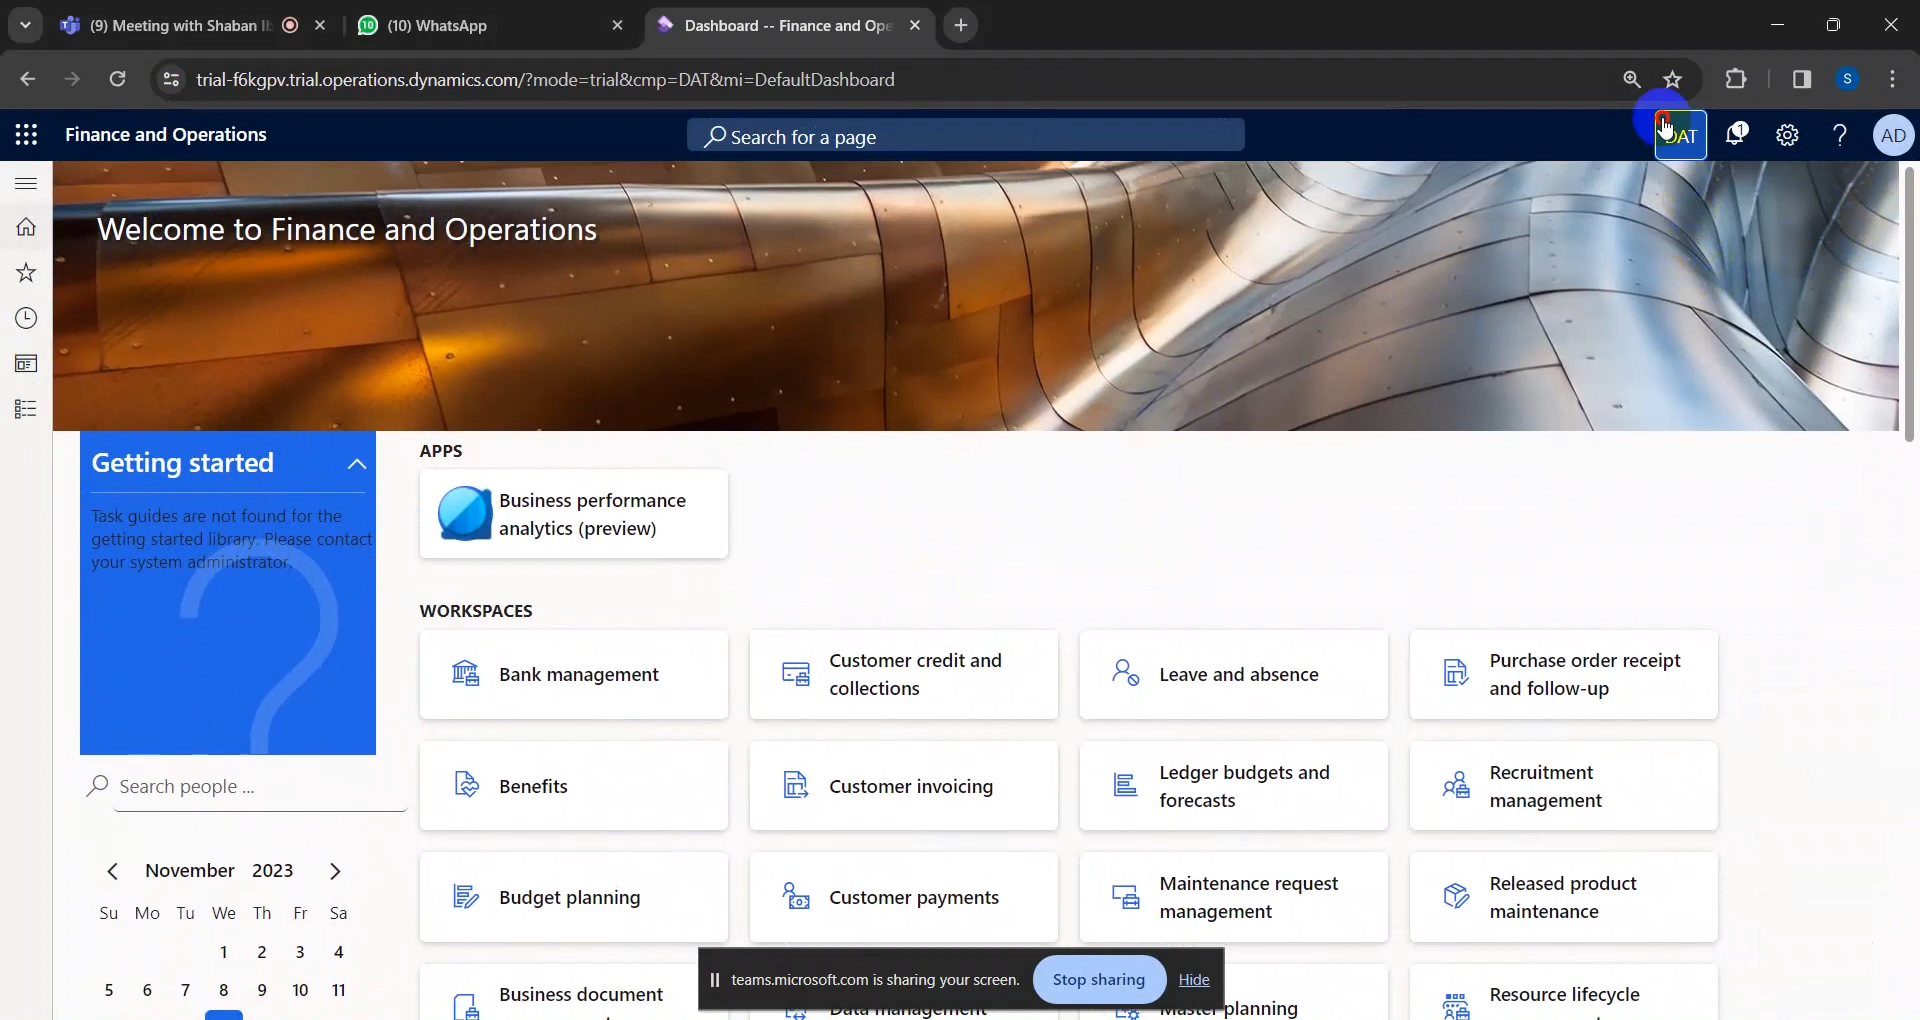 (9) Meeting with Shaban Ib
10
(10) WhatsApp
Dashboard -- Finance and Ope
trial-f6kgpv.trial.operations.dynamics.com/?mode=trial&cmp=DAT&mi=DefaultDashboard
S
Finance and Operations
Search for a page
DAT
1
?
AD
Welcome to Finance and Operations
Getting started
Task guides are not found for the
getting started library. Please contact
your system administrator.
APPS
Business performance
analytics (preview)
WORKSPACES
Bank management
Customer credit and
collections
Leave and absence
Purchase order receipt
and follow-up
Benefits
Customer invoicing
Ledger budgets and
forecasts
Recruitment
management
Search people ...
November 2023
Su Mo Tu We Th Fr Sa
1 2 3 4
5 6 7 8 9 10 11
Budget planning
Customer payments
Maintenance request
management
Released product
maintenance
Business document
Data management
planning
Resource lifecycle
teams.microsoft.com is sharing your screen.
Stop sharing
Hide